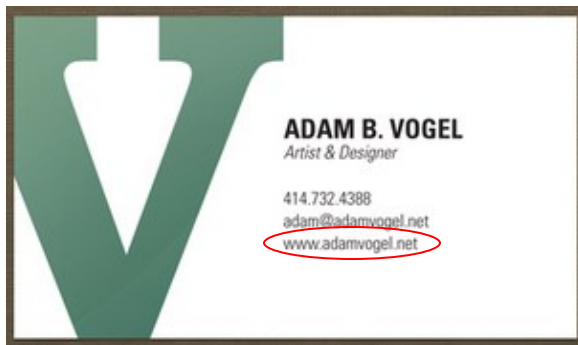 V
ADAM B. VOGEL
Artist & Designer
414.732.4388
adam@adamvogel.net
www.adamvogel.net